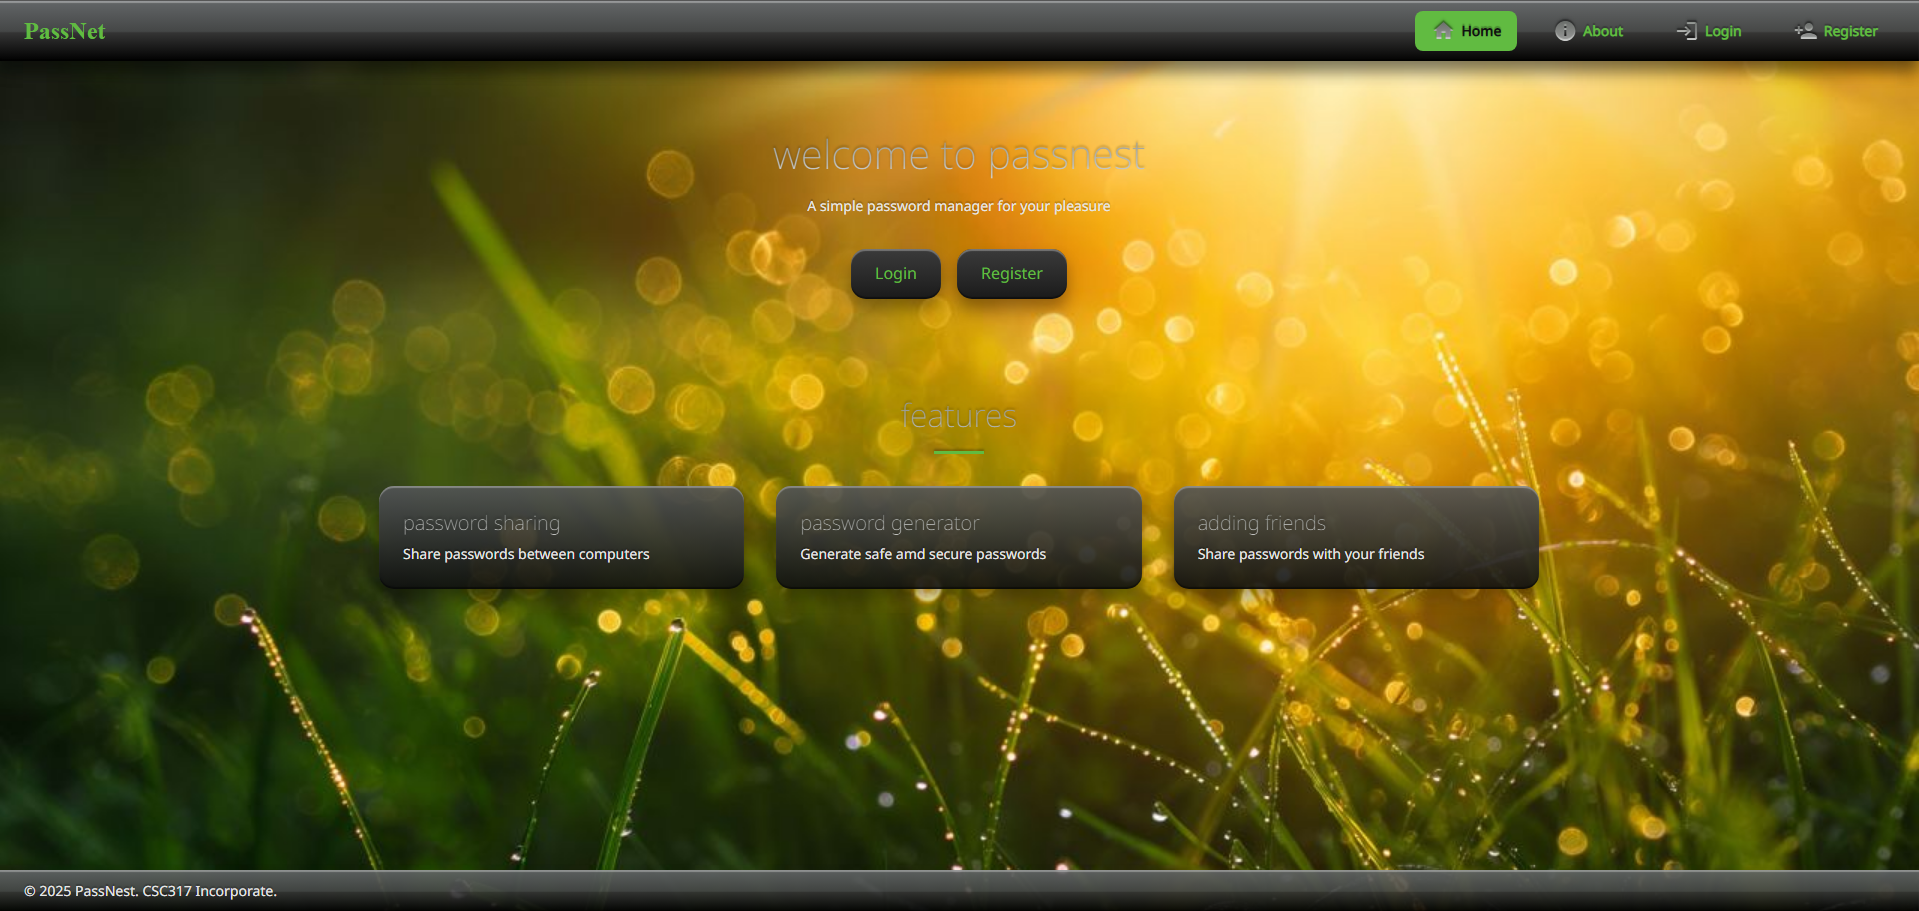 PassNet
Home
About
Login
Register
welcome to passnest
A simple password manager for your pleasure
Login
Register
features
password sharing
Share passwords between computers
password generator
Generate safe amd secure passwords
adding friends
Share passwords with your friends
© 2025 PassNest. CSC317 Incorporate.